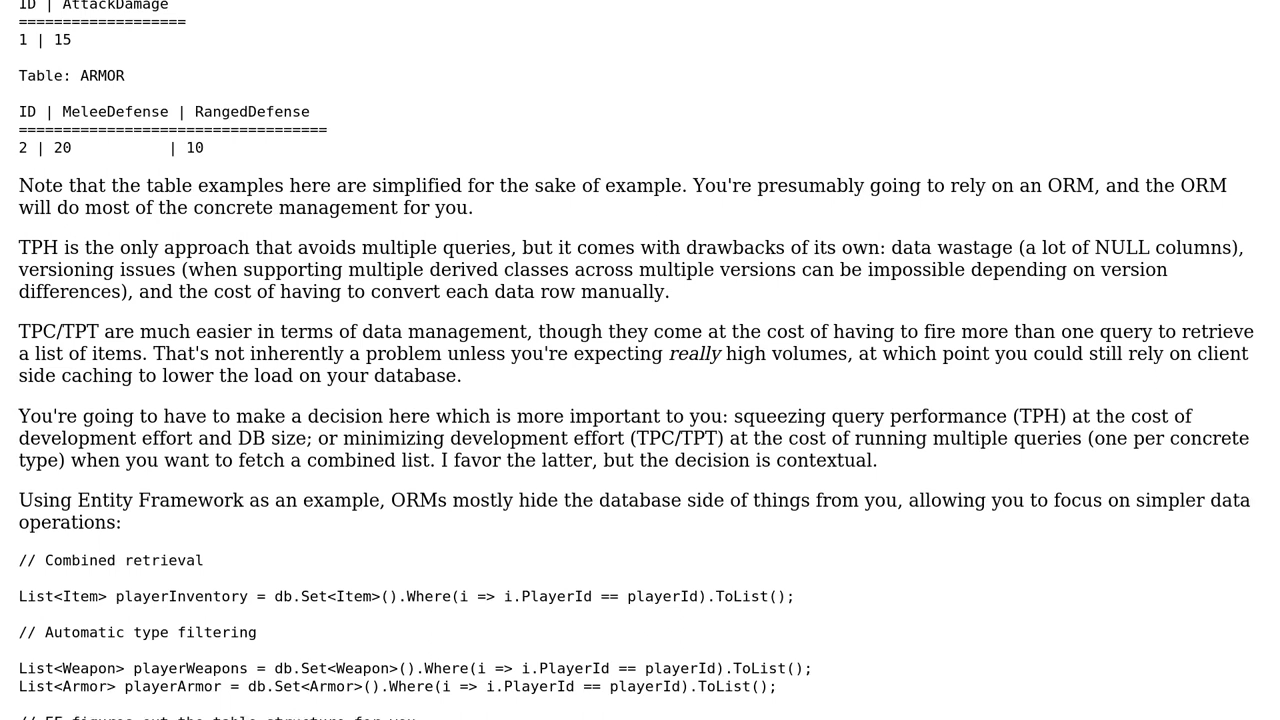 ID | AttackDamage
===================
1 | 15
Table: ARMOR
ID | MeleeDefense | RangedDefense
===================================
2 | 20           | 10
Note that the table examples here are simplified for the sake of example. You're presumably going to rely on an ORM, and the ORM
will do most of the concrete management for you.
TPH is the only approach that avoids multiple queries, but it comes with drawbacks of its own: data wastage (a lot of NULL columns),
versioning issues (when supporting multiple derived classes across multiple versions can be impossible depending on version
differences), and the cost of having to convert each data row manually.
TPC/TPT are much easier in terms of data management, though they come at the cost of having to fire more than one query to retrieve
a list of items. That's not inherently a problem unless you're expecting really high volumes, at which point you could still rely on client
side caching to lower the load on your database.
You're going to have to make a decision here which is more important to you: squeezing query performance (TPH) at the cost of
development effort and DB size; or minimizing development effort (TPC/TPT) at the cost of running multiple queries (one per concrete
type) when you want to fetch a combined list. I favor the latter, but the decision is contextual.
Using Entity Framework as an example, ORMs mostly hide the database side of things from you, allowing you to focus on simpler data
operations:
// Combined retrieval
List<Item> playerInventory = db.Set<Item>().Where(i => i.PlayerId == playerId).ToList();
// Automatic type filtering
List<Weapon> playerWeapons = db.Set<Weapon>().Where(i => i.PlayerId == playerId).ToList();
List<Armor> playerArmor = db.Set<Armor>().Where(i => i.PlayerId == playerId).ToList();
// EF figures out the table structure for you